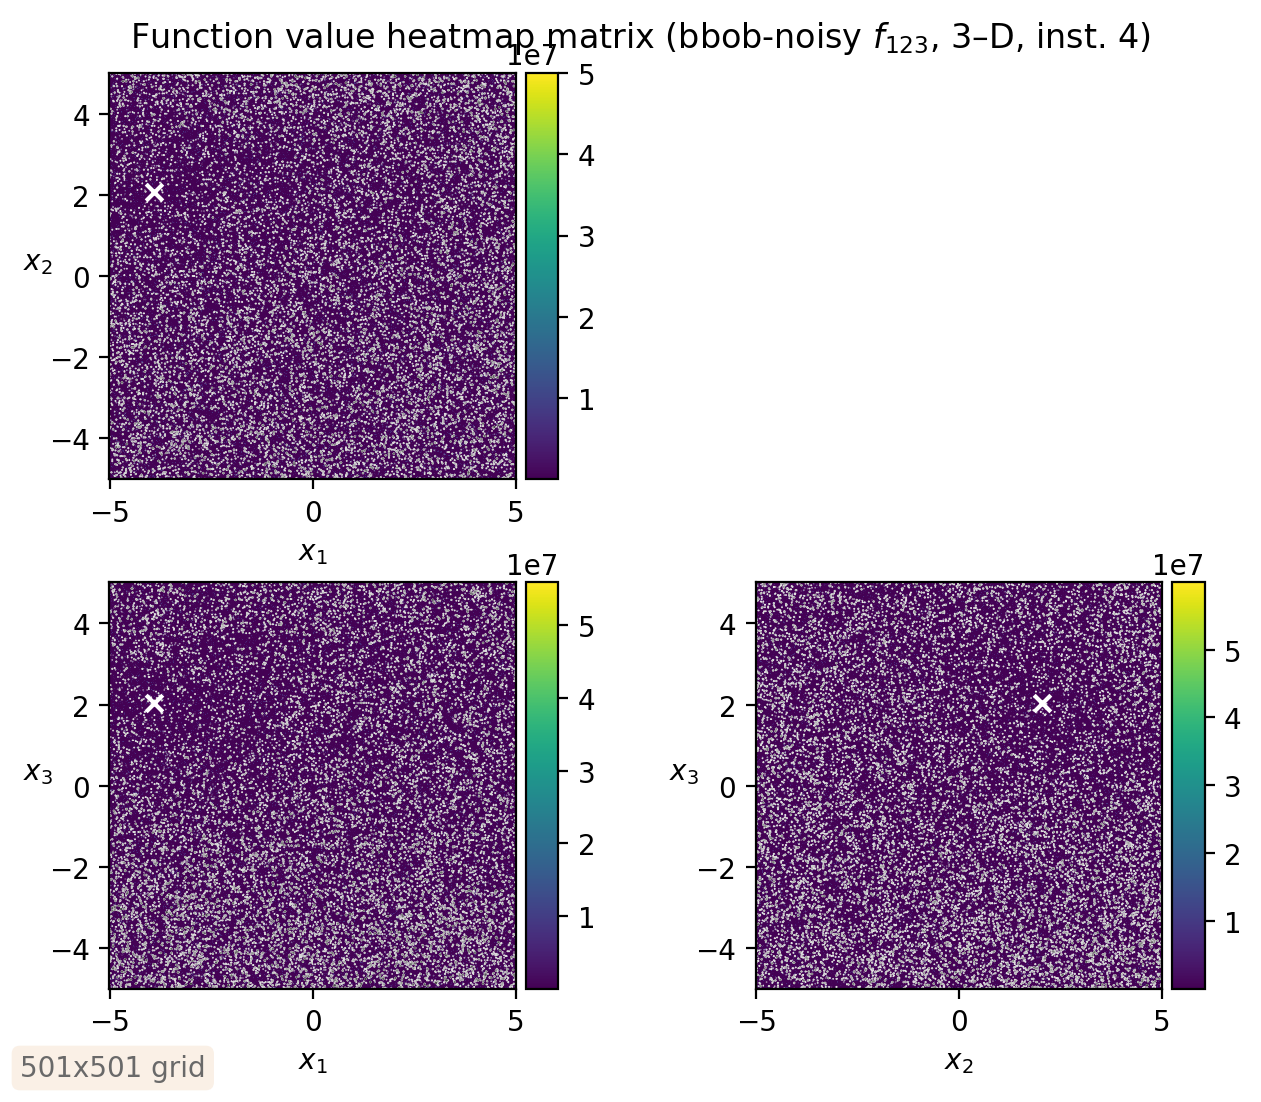 Function value heatmap matrix (bbob-noisy f₁₂₃, 3–D, inst. 4)
1e7
5
4
3
2
1
4
2
0
−2
−4
x₂
−5 0 5
x₁
1e7
5
4
3
2
1
4
2
0
−2
−4
x₃
−5 0 5
x₁
1e7
5
4
3
2
1
4
2
0
−2
−4
x₃
−5 0 5
x₂
501x501 grid